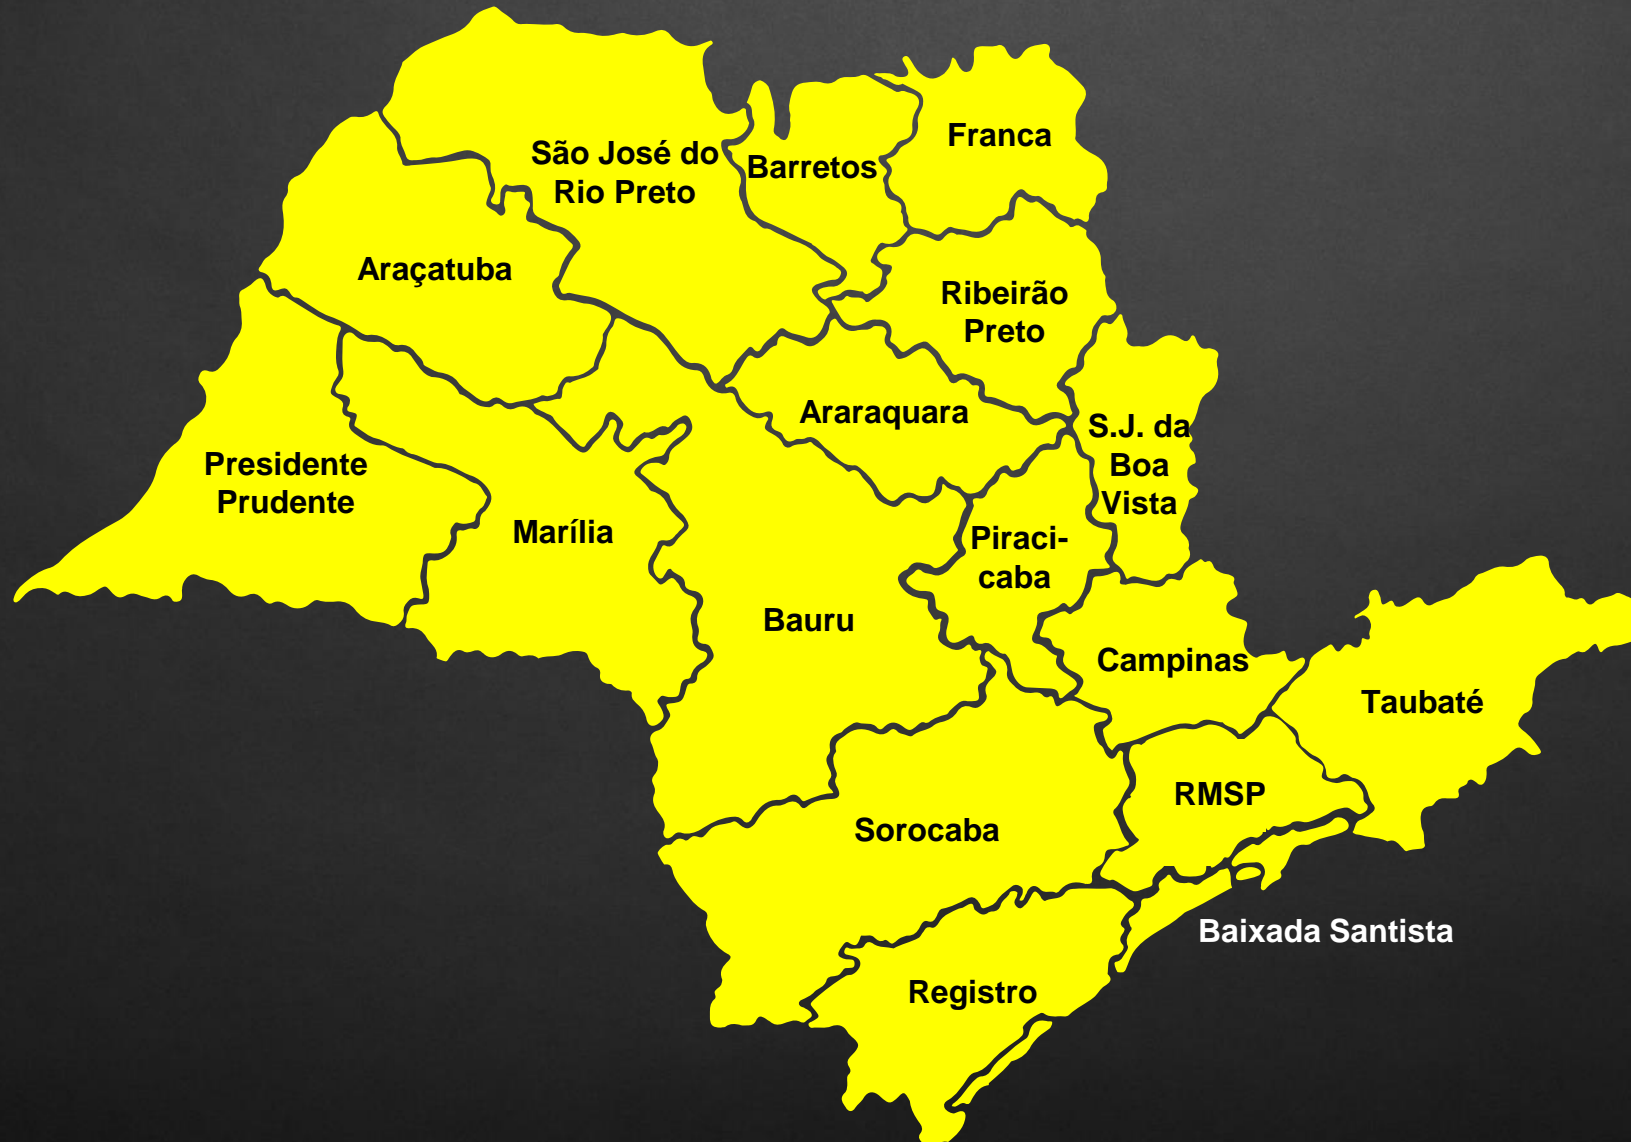 Franca
São José do
Rio Preto
Barretos
Araçatuba
Ribeirão
Preto
Araraquara
S.J. da
Boa
Vista
Presidente
Prudente
Marília
Piraci-
caba
Bauru
Campinas
Taubaté
RMSP
Sorocaba
Baixada Santista
Registro